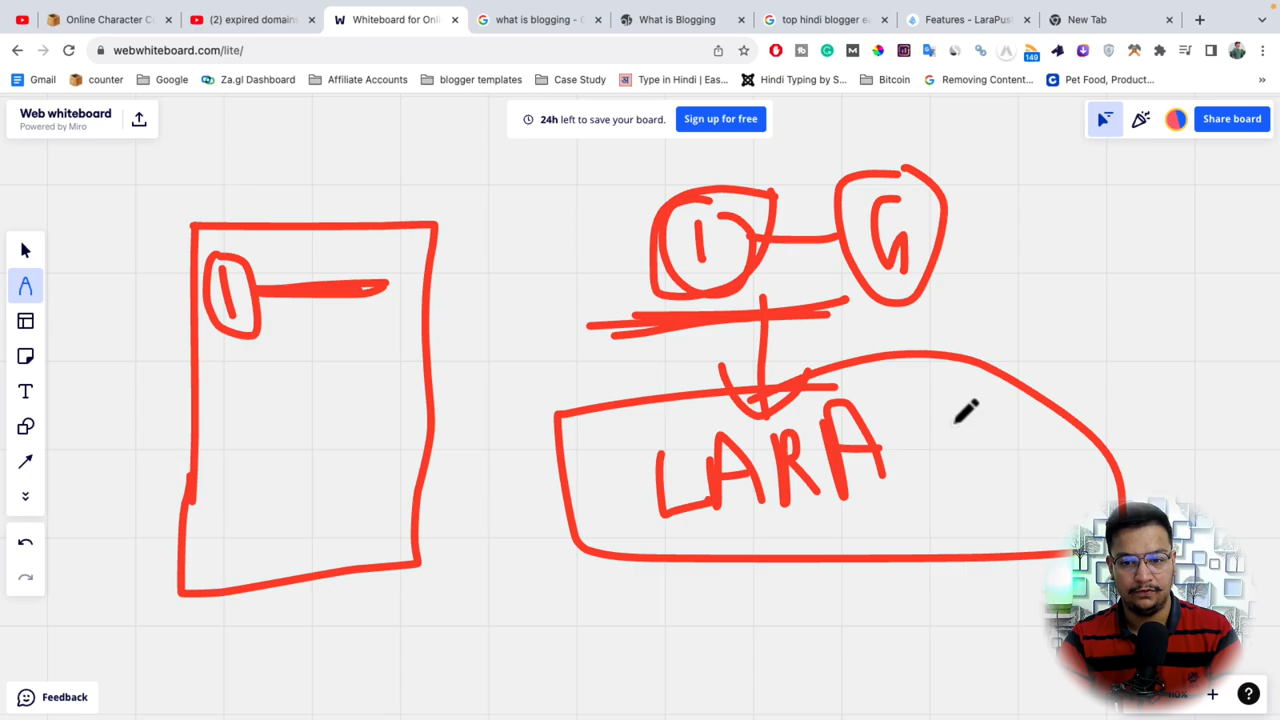 Online Character C
(2) expired domain
Whiteboard for Onli
what is blogging - G
What is Blogging
top hindi blogger ea
Features - LaraPus
New Tab
webwhiteboard.com/lite/
149
Gmail
counter
Google
Za.gl Dashboard
Affiliate Accounts
blogger templates
Case Study
Type in Hindi | Eas...
Hindi Typing by S...
Bitcoin
Removing Content...
Pet Food, Product...
Web whiteboard
Powered by Miro
24h left to save your board.
Sign up for free
Share board
1
1
G
LARA
Feedback